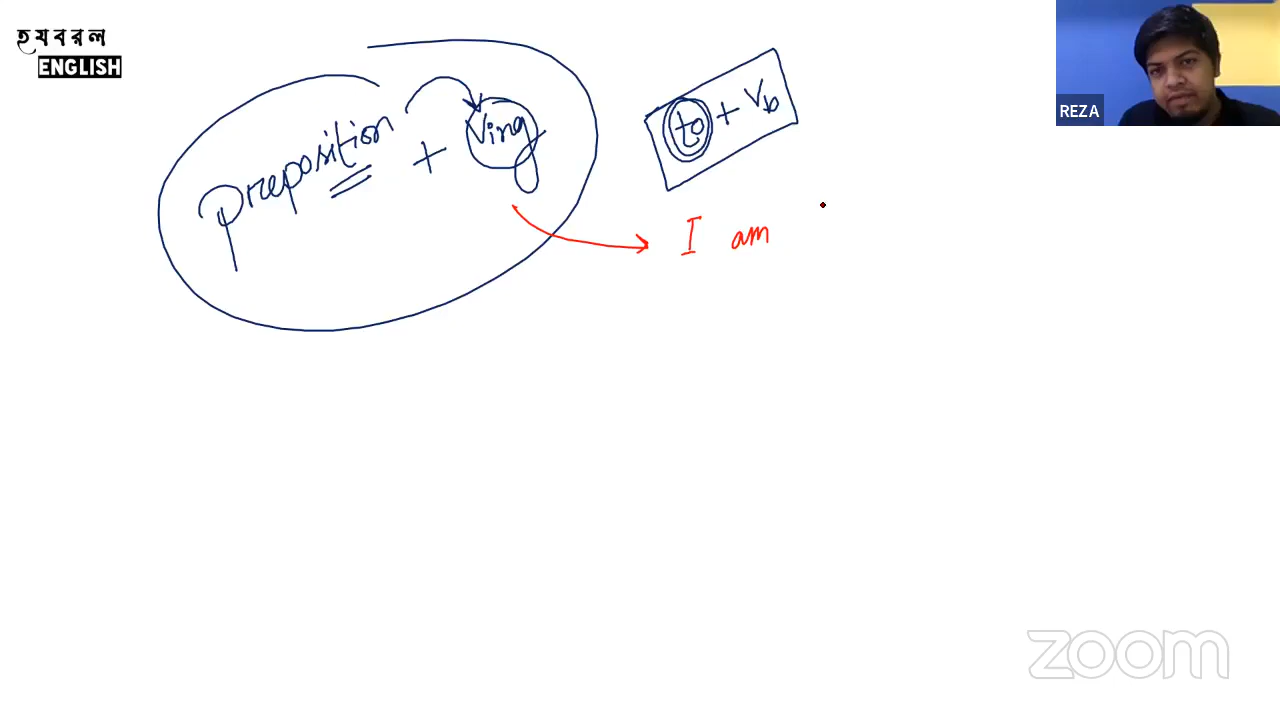 হযবরল
ENGLISH
preposition + Ving
to + Vb
I am
REZA
zoom